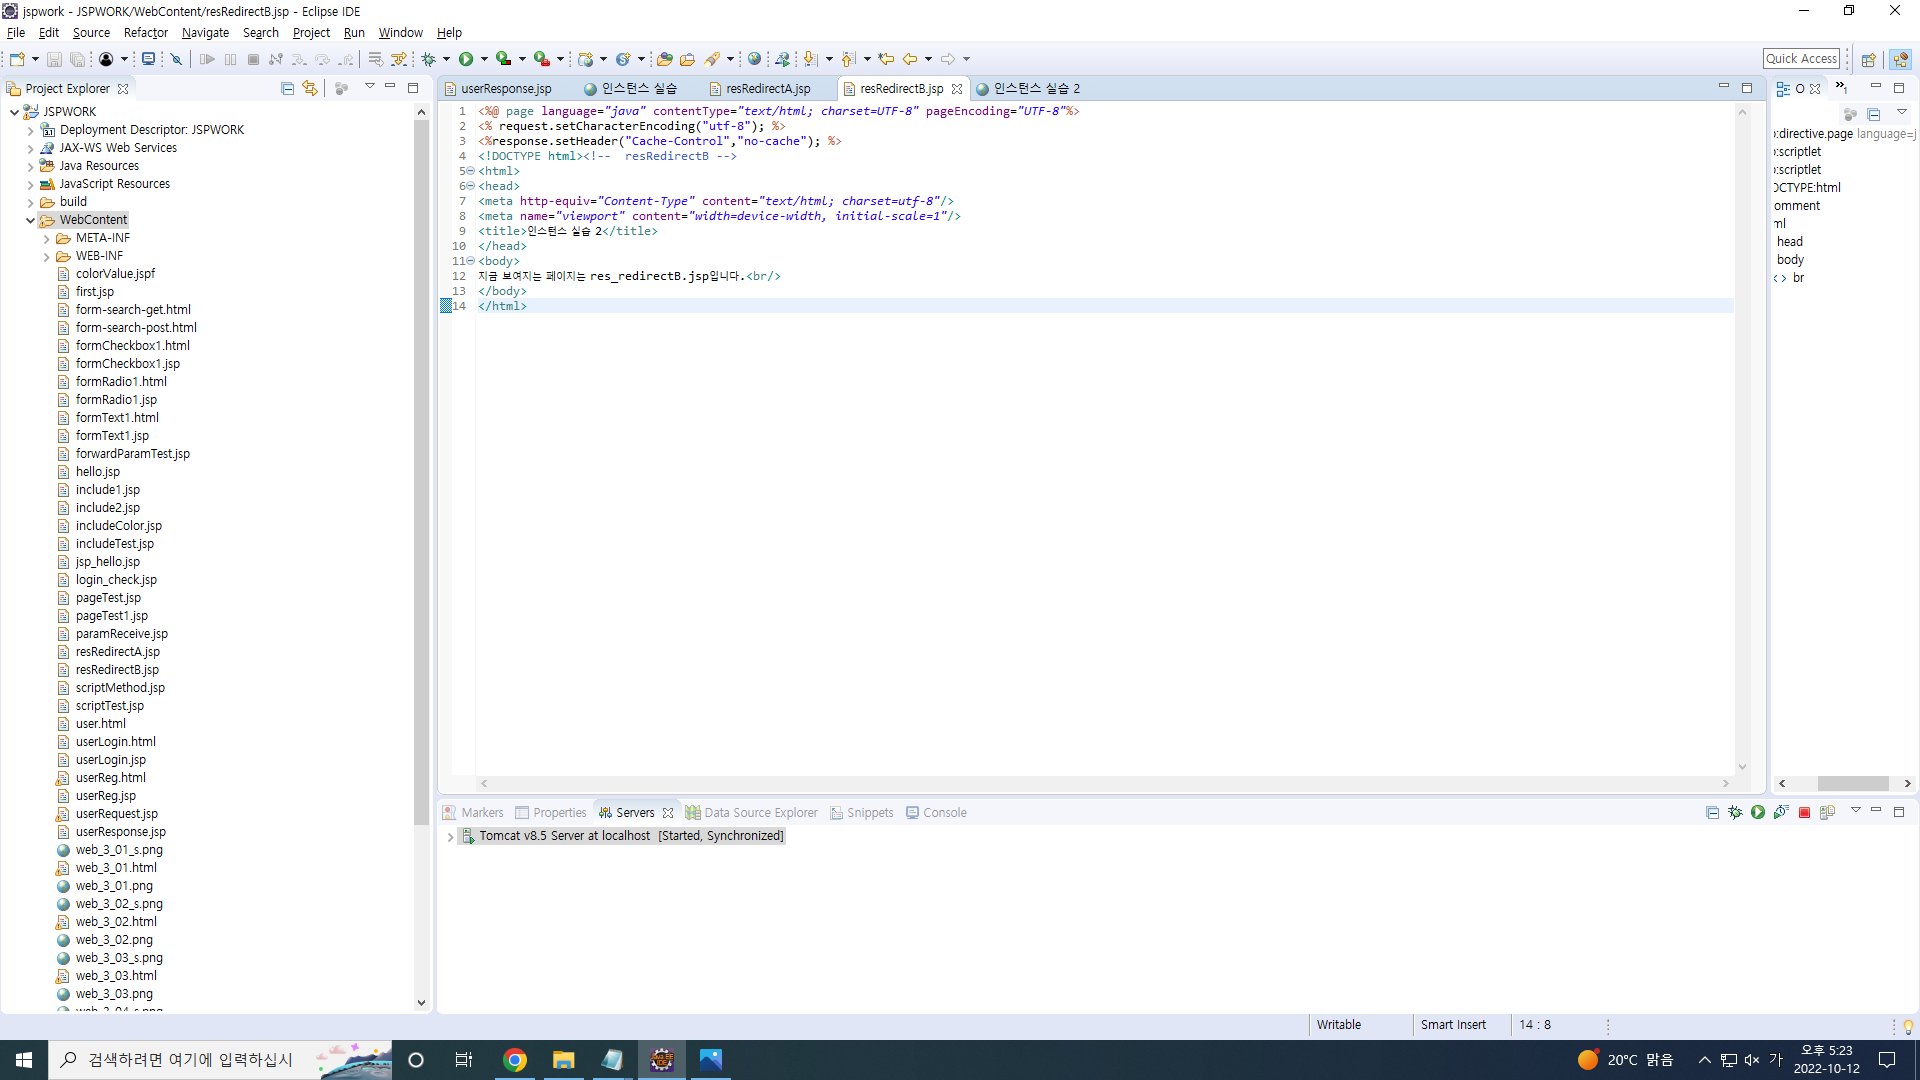 jspwork - JSPWORK/WebContent/resRedirectB.jsp - Eclipse IDE
File Edit Source Refactor Navigate Search Project Run Window Help
Quick Access
Project Explorer
JSPWORK
Deployment Descriptor: JSPWORK
JAX-WS Web Services
Java Resources
JavaScript Resources
build
WebContent
META-INF
WEB-INF
colorValue.jspf
first.jsp
form-search-get.html
form-search-post.html
formCheckbox1.html
formCheckbox1.jsp
formRadio1.html
formRadio1.jsp
formText1.html
formText1.jsp
forwardParamTest.jsp
hello.jsp
include1.jsp
include2.jsp
includeColor.jsp
includeTest.jsp
jsp_hello.jsp
login_check.jsp
pageTest.jsp
pageTest1.jsp
paramReceive.jsp
resRedirectA.jsp
resRedirectB.jsp
scriptMethod.jsp
scriptTest.jsp
user.html
userLogin.html
userLogin.jsp
userReg.html
userReg.jsp
userRequest.jsp
userResponse.jsp
web_3_01_s.png
web_3_01.html
web_3_01.png
web_3_02_s.png
web_3_02.html
web_3_02.png
web_3_03_s.png
web_3_03.html
web_3_03.png
web_3_04_s.png
userResponse.jsp 인스턴스 실습 resRedirectA.jsp resRedirectB.jsp 인스턴스 실습 2
1 <%@ page language="java" contentType="text/html; charset=UTF-8" pageEncoding="UTF-8"%>
2 <% request.setCharacterEncoding("utf-8"); %>
3 <%response.setHeader("Cache-Control","no-cache"); %>
4 <!DOCTYPE html><!--  resRedirectB -->
5 <html>
6 <head>
7 <meta http-equiv="Content-Type" content="text/html; charset=utf-8"/>
8 <meta name="viewport" content="width=device-width, initial-scale=1"/>
9 <title>인스턴스 실습 2</title>
10 </head>
11 <body>
12 지금 보여지는 페이지는 res_redirectB.jsp입니다.<br/>
13 </body>
14 </html>
O
1
:directive.page language=j
:scriptlet
:scriptlet
OCTYPE:html
omment
ml
head
body
<> br
Markers Properties Servers Data Source Explorer Snippets Console
Tomcat v8.5 Server at localhost [Started, Synchronized]
Writable Smart Insert 14 : 8
검색하려면 여기에 입력하십시
20°C 맑음 가 오후 5:23
2022-10-12